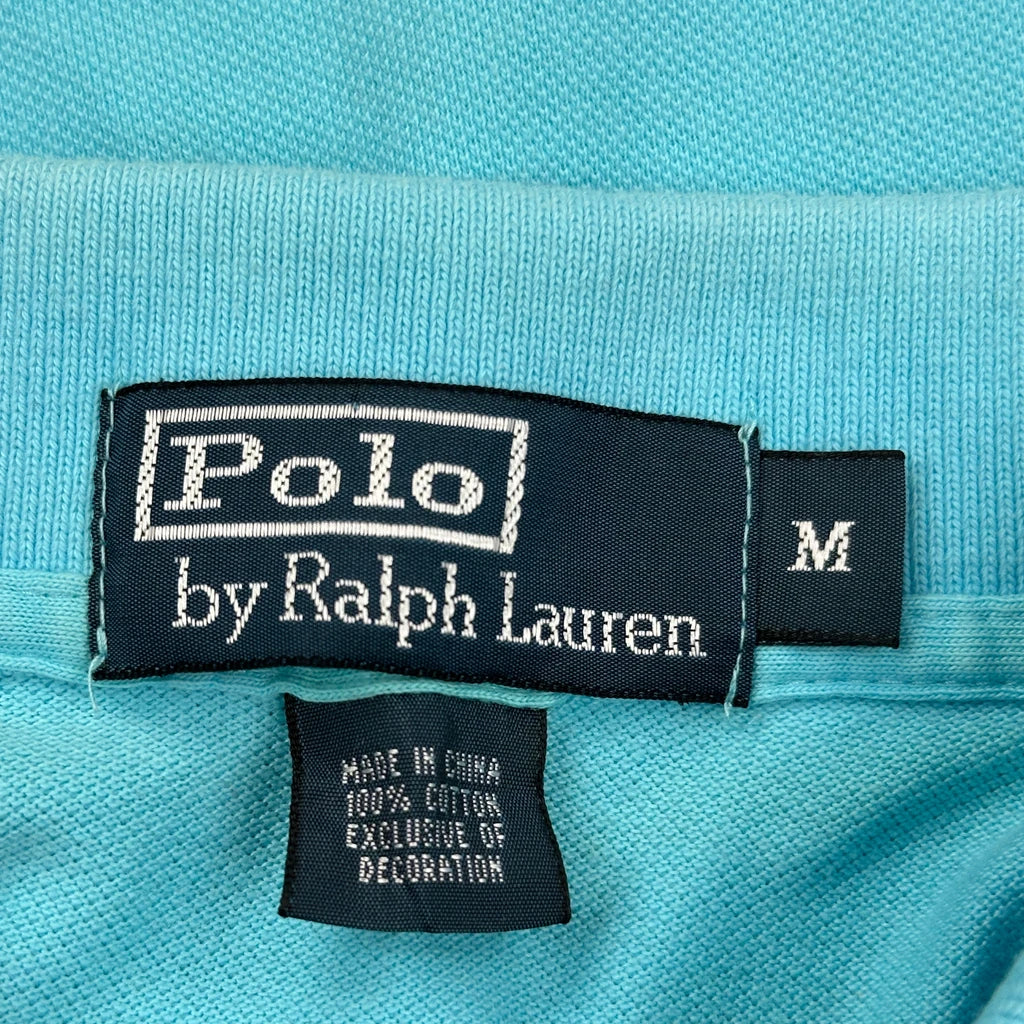 Polo
by Ralph Lauren
M
MADE IN CHINA
100% COTTON
EXCLUSIVE OF
DECORATION